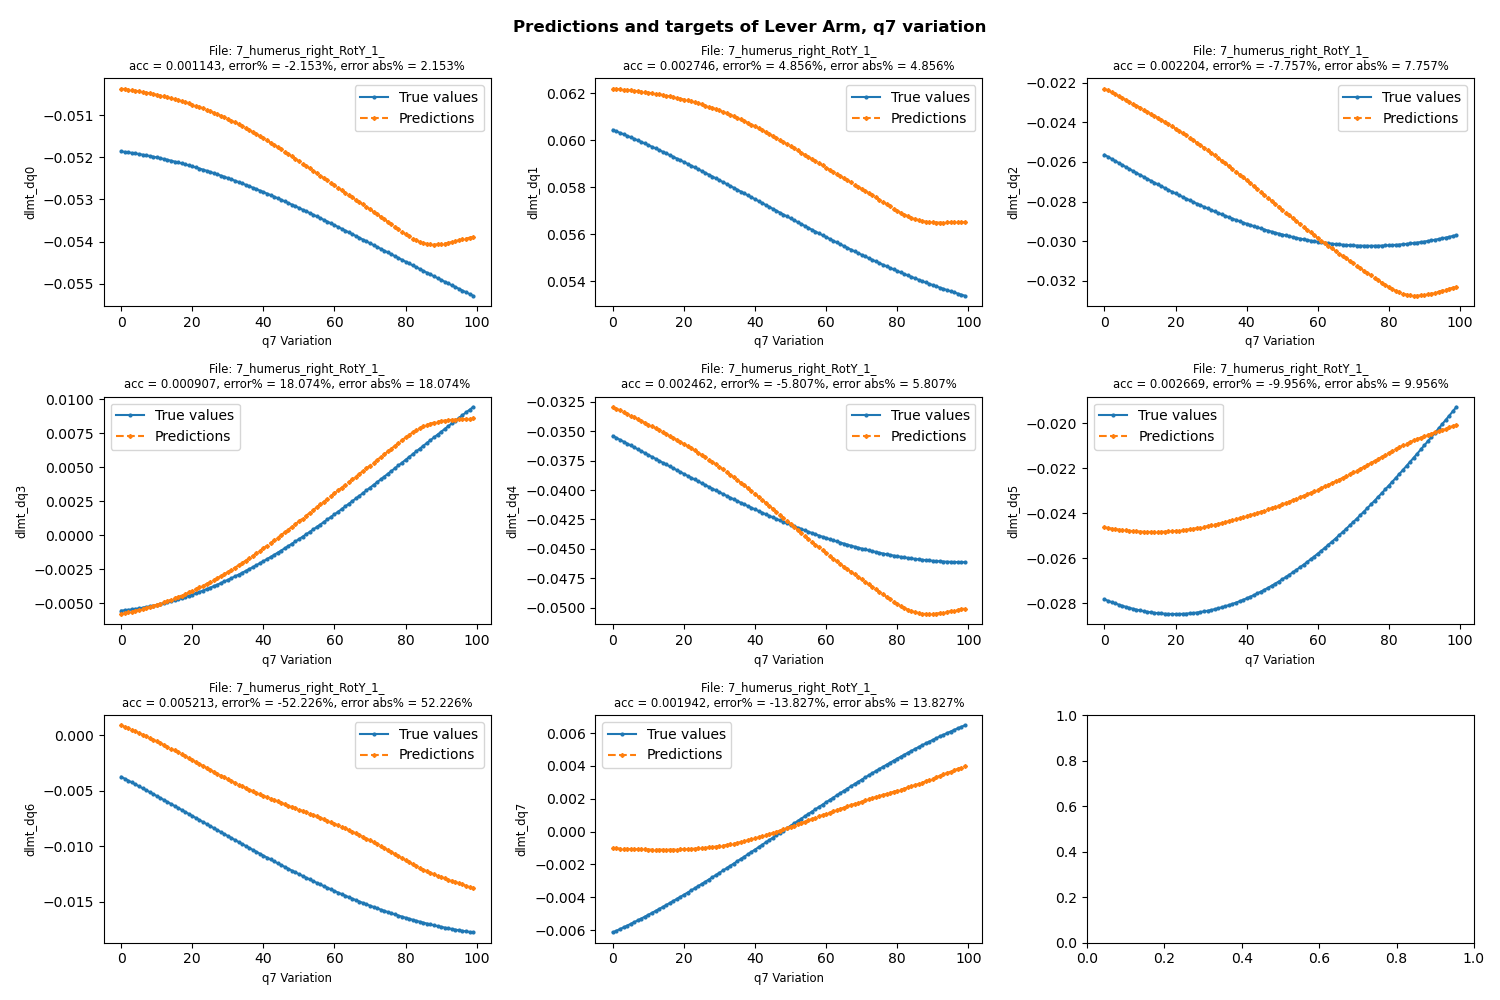 Predictions and targets of Lever Arm, q7 variation
File: 7_humerus_right_RotY_1_
acc = 0.001143, error% = -2.153%, error abs% = 2.153%
−0.051
−0.052
−0.053
−0.054
−0.055
dlmt_dq0
True values
Predictions
0 20 40 60 80 100
q7 Variation
File: 7_humerus_right_RotY_1_
acc = 0.002746, error% = 4.856%, error abs% = 4.856%
0.062
0.060
0.058
0.056
0.054
dlmt_dq1
True values
Predictions
0 20 40 60 80 100
q7 Variation
File: 7_humerus_right_RotY_1_
acc = 0.002204, error% = -7.757%, error abs% = 7.757%
−0.022
−0.024
−0.026
−0.028
−0.030
−0.032
dlmt_dq2
True values
Predictions
0 20 40 60 80 100
q7 Variation
File: 7_humerus_right_RotY_1_
acc = 0.000907, error% = 18.074%, error abs% = 18.074%
0.0100
0.0075
0.0050
0.0025
0.0000
−0.0025
−0.0050
dlmt_dq3
True values
Predictions
0 20 40 60 80 100
q7 Variation
File: 7_humerus_right_RotY_1_
acc = 0.002462, error% = -5.807%, error abs% = 5.807%
−0.0325
−0.0350
−0.0375
−0.0400
−0.0425
−0.0450
−0.0475
−0.0500
dlmt_dq4
True values
Predictions
0 20 40 60 80 100
q7 Variation
File: 7_humerus_right_RotY_1_
acc = 0.002669, error% = -9.956%, error abs% = 9.956%
−0.020
−0.022
−0.024
−0.026
−0.028
dlmt_dq5
True values
Predictions
0 20 40 60 80 100
q7 Variation
File: 7_humerus_right_RotY_1_
acc = 0.005213, error% = -52.226%, error abs% = 52.226%
0.000
−0.005
−0.010
−0.015
dlmt_dq6
True values
Predictions
0 20 40 60 80 100
q7 Variation
File: 7_humerus_right_RotY_1_
acc = 0.001942, error% = -13.827%, error abs% = 13.827%
0.006
0.004
0.002
0.000
−0.002
−0.004
−0.006
dlmt_dq7
True values
Predictions
0 20 40 60 80 100
q7 Variation
1.0
0.8
0.6
0.4
0.2
0.0
0.0 0.2 0.4 0.6 0.8 1.0